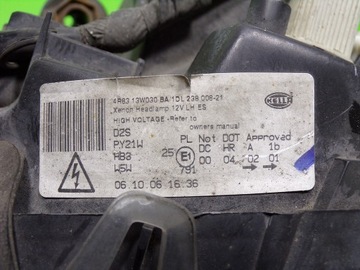 4R83 13W030 BA 1DL 238 008-21
Xenon Headlamp 12V LH ES
HIGH VOLTAGE - Refer to
owners manual
D2S
PL Not DOT Approved
PY21W
DC HR A 1b
HB3
25 E1
00 04 02 01
W5W
791
06.10.06 16:36
HELLA